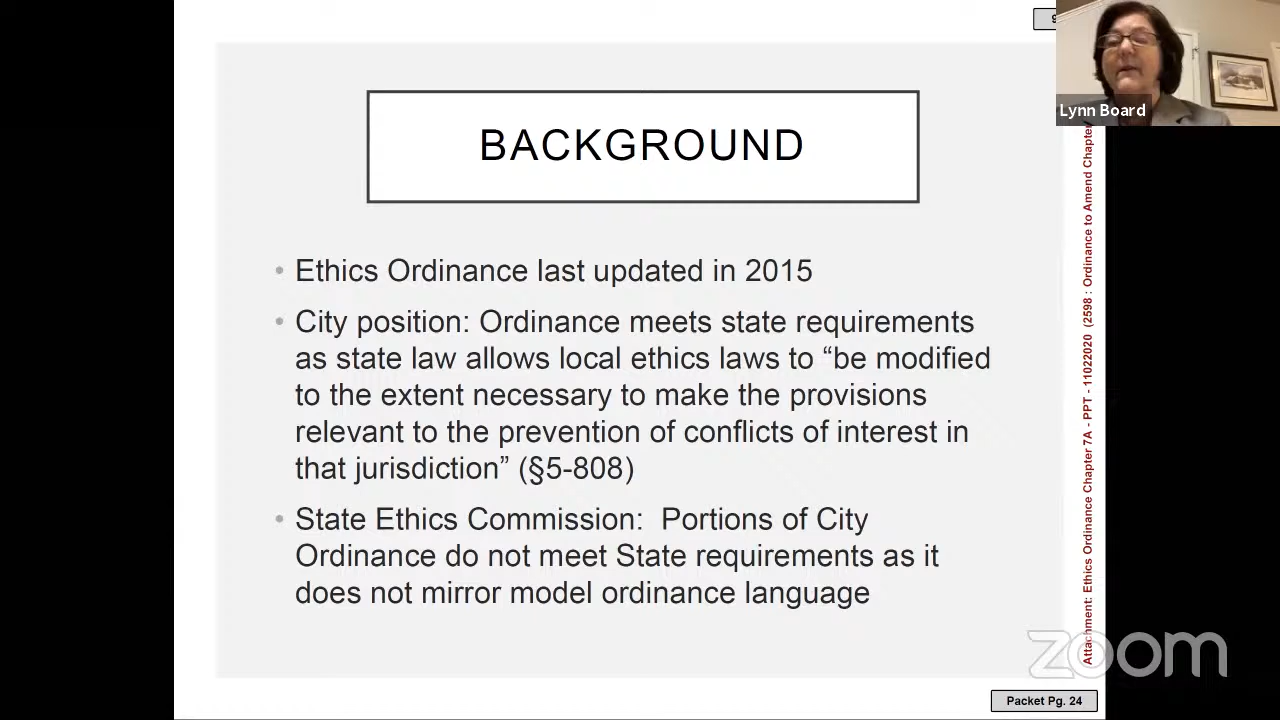 9
Lynn Board
BACKGROUND
• Ethics Ordinance last updated in 2015
• City position: Ordinance meets state requirements
as state law allows local ethics laws to “be modified
to the extent necessary to make the provisions
relevant to the prevention of conflicts of interest in
that jurisdiction” (§5-808)
• State Ethics Commission:  Portions of City
Ordinance do not meet State requirements as it
does not mirror model ordinance language
Attachment: Ethics Ordinance Chapter 7A - PPT - 11022020 (2598 : Ordinance to Amend Chapter
zoom
Packet Pg. 24